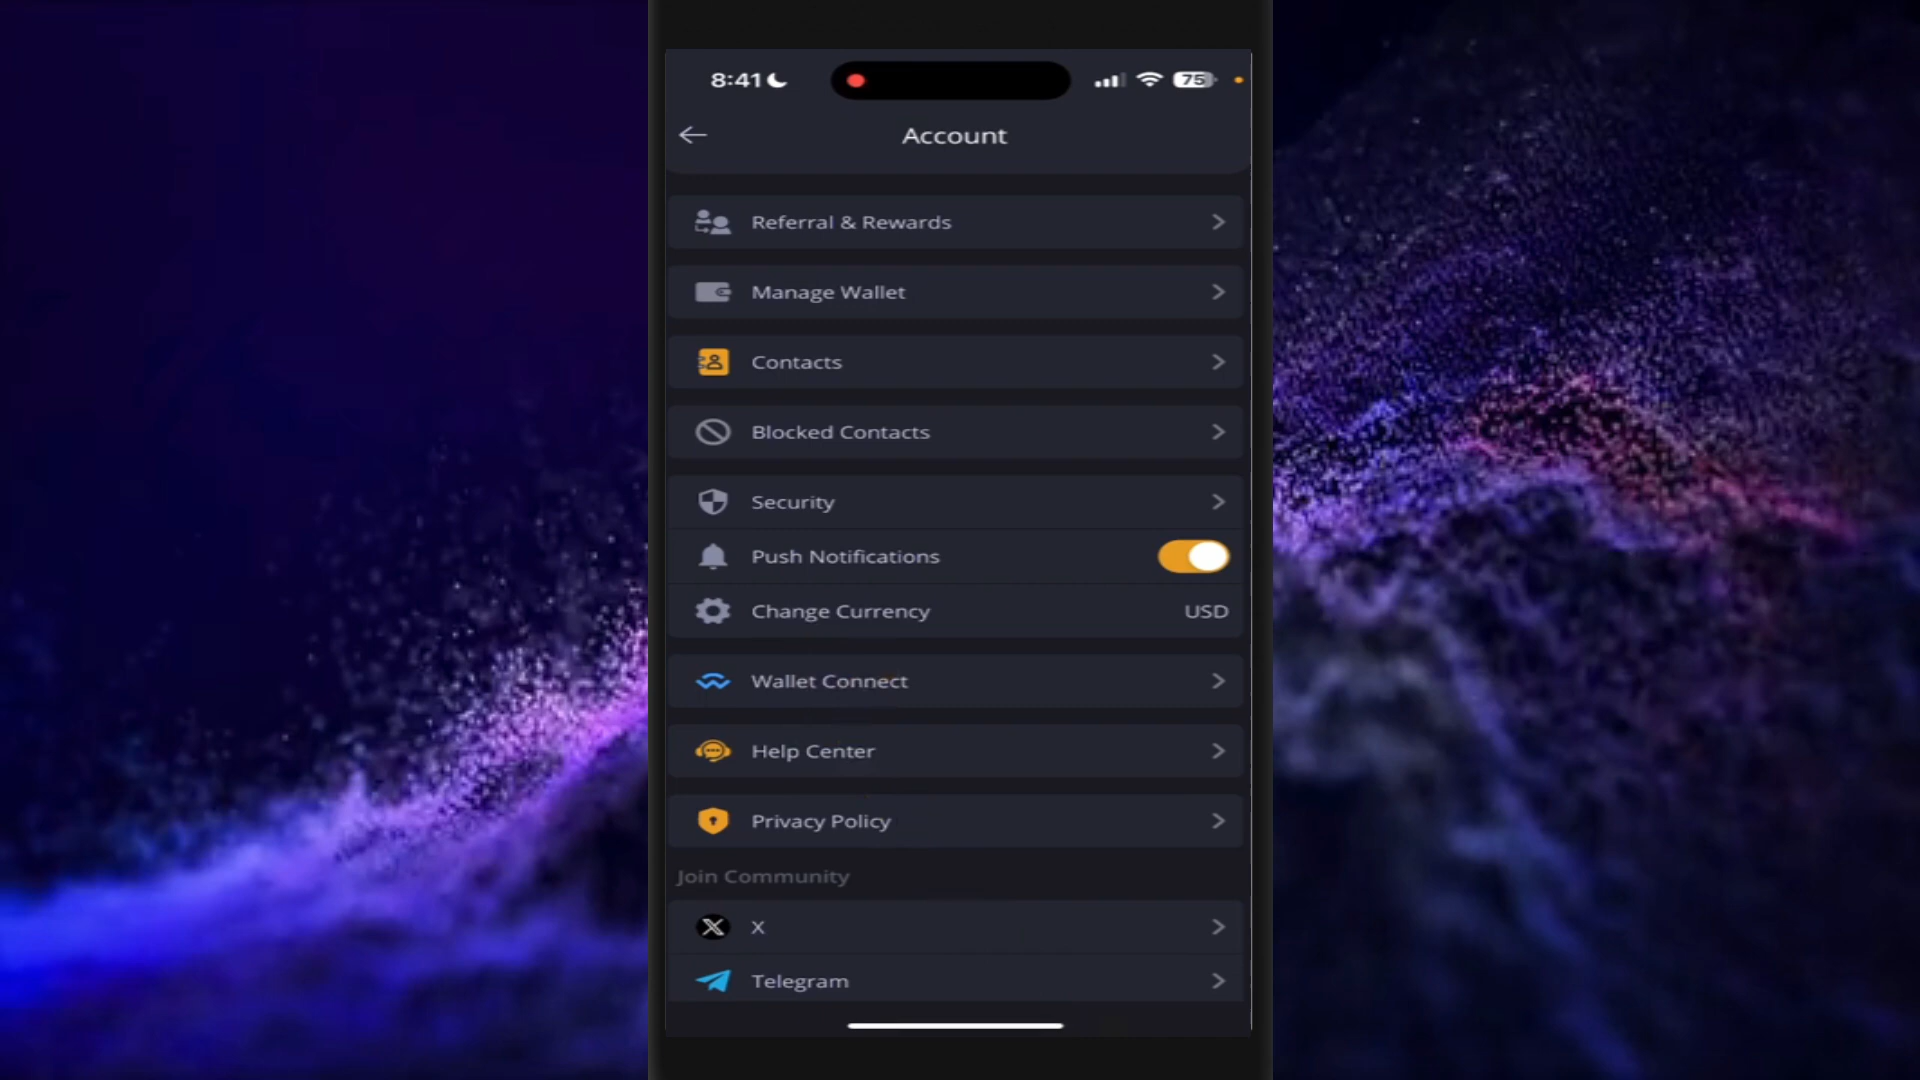 8:41
75
Account
Referral & Rewards
Manage Wallet
Contacts
Blocked Contacts
Security
Push Notifications
Change Currency USD
Wallet Connect
Help Center
Privacy Policy
Join Community
X
Telegram